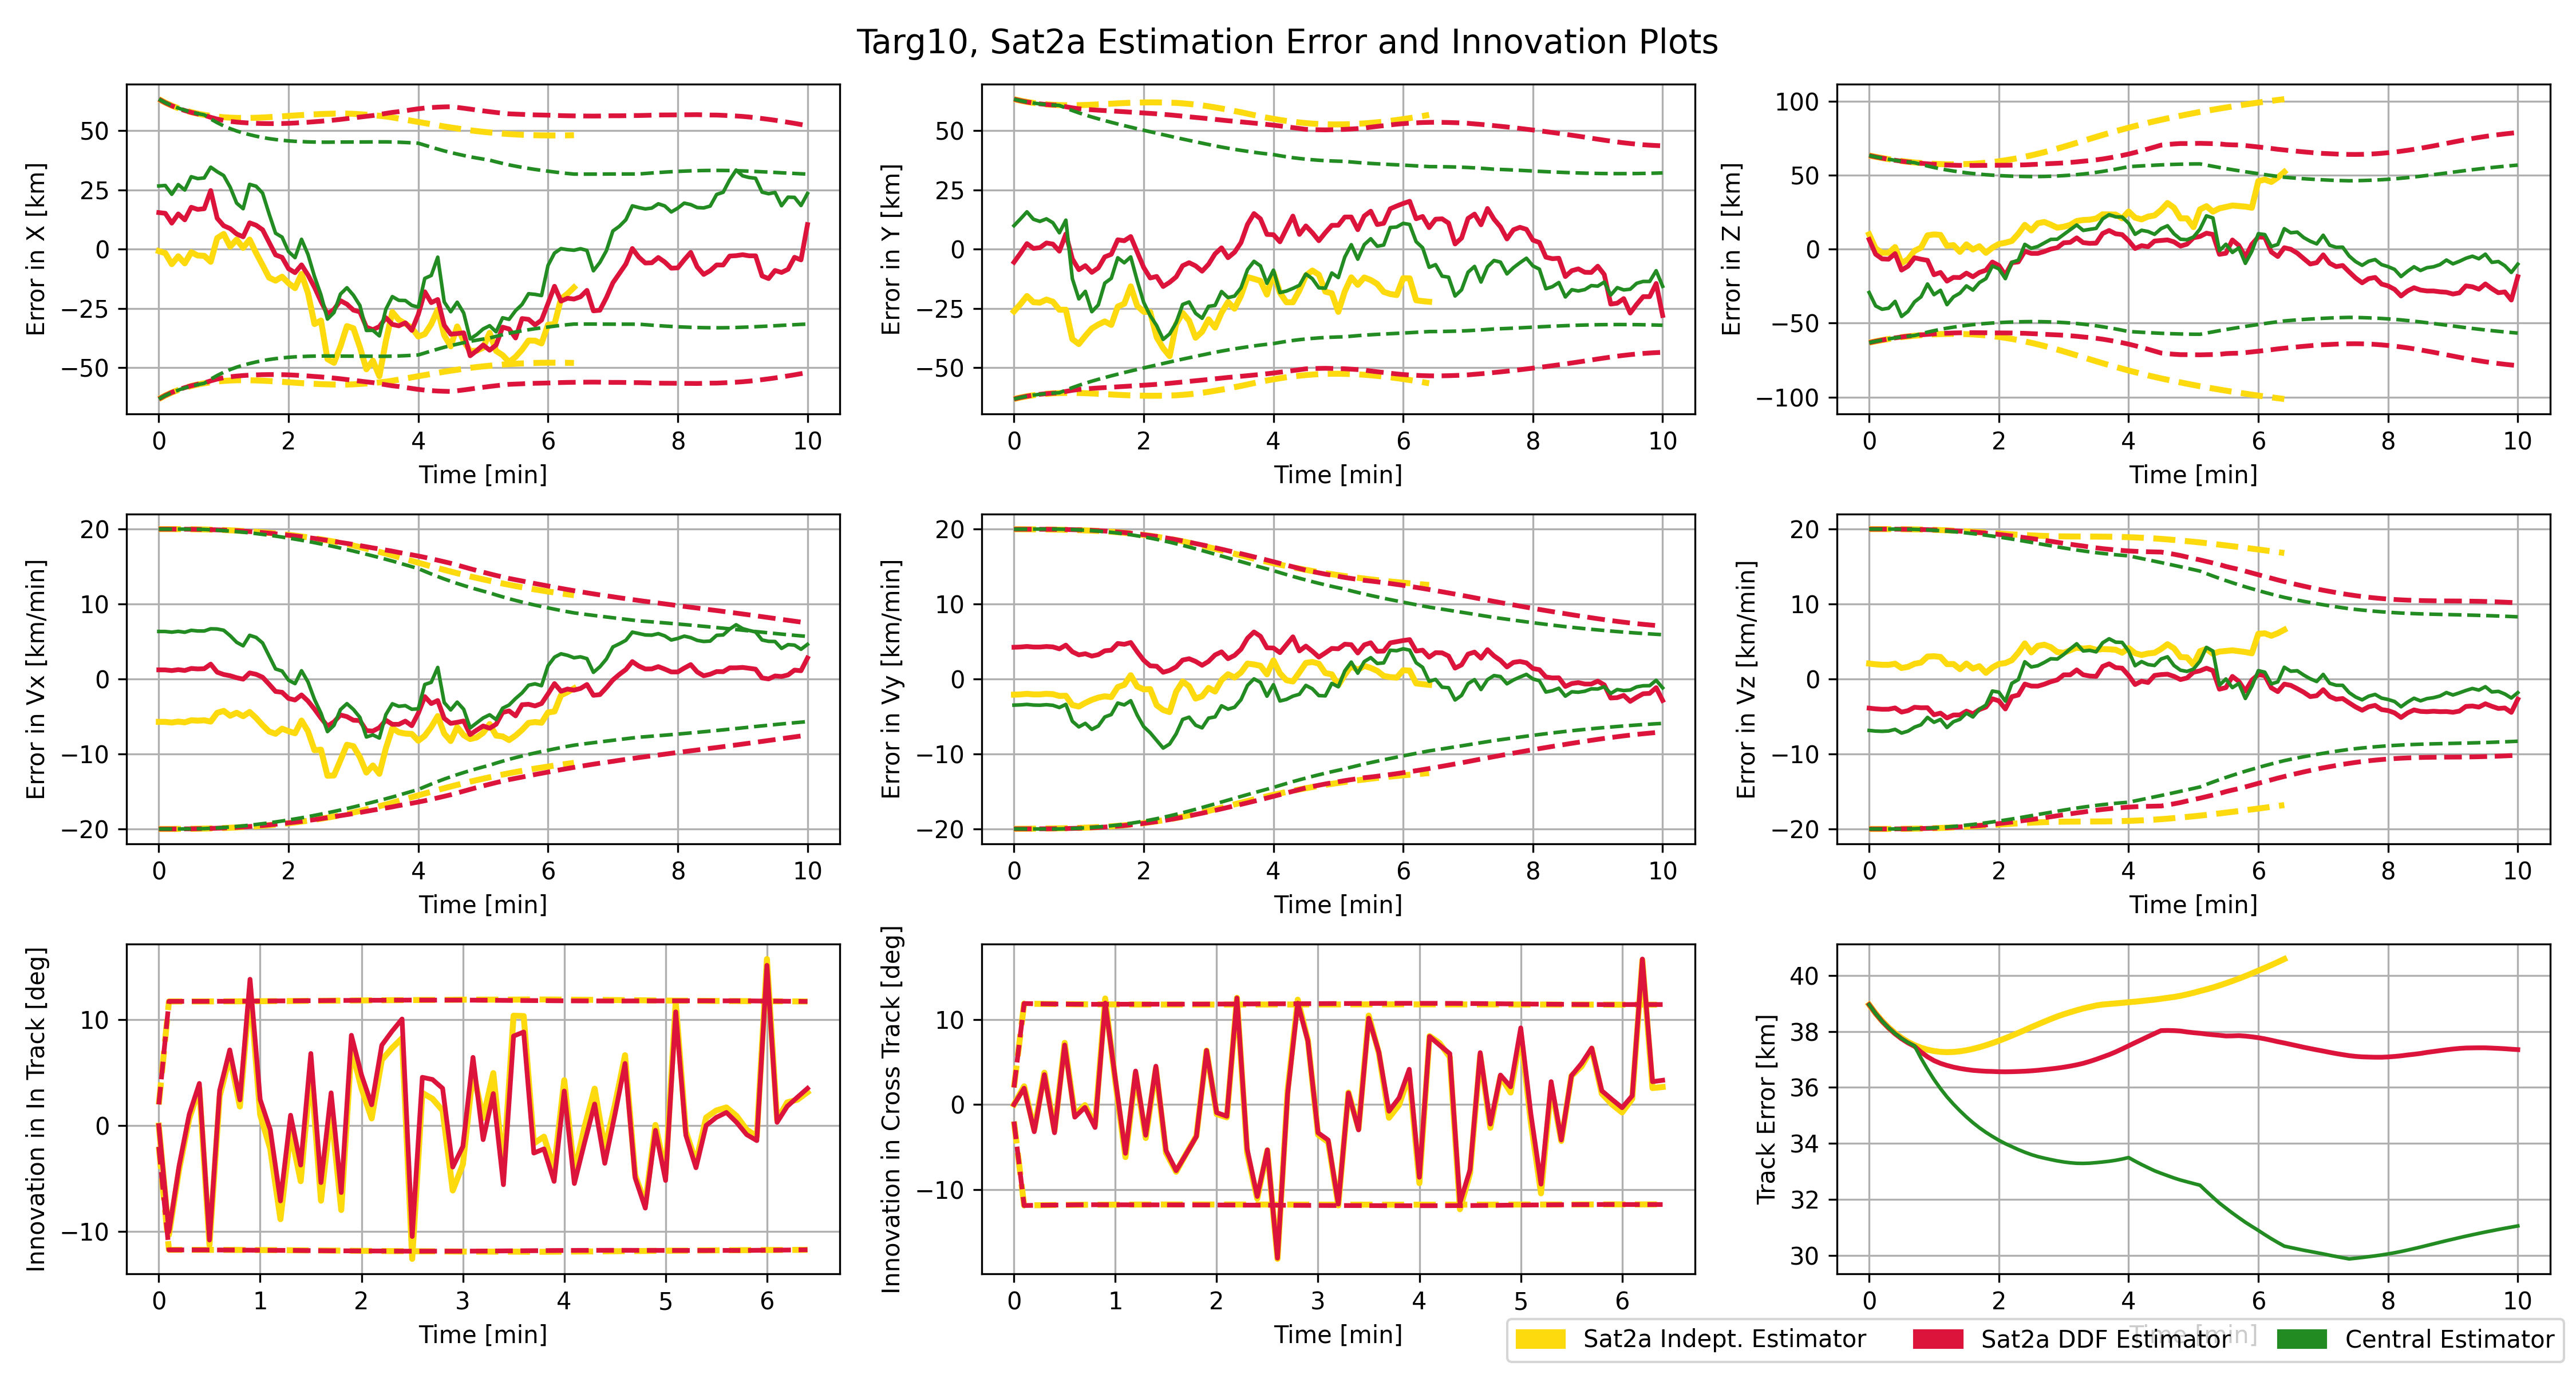 Targ10, Sat2a Estimation Error and Innovation Plots
Error in X [km]
50
25
0
−25
−50
0 2 4 6 8 10
Time [min]
Error in Y [km]
50
25
0
−25
−50
0 2 4 6 8 10
Time [min]
Error in Z [km]
100
50
0
−50
−100
0 2 4 6 8 10
Time [min]
Error in Vx [km/min]
20
10
0
−10
−20
0 2 4 6 8 10
Time [min]
Error in Vy [km/min]
20
10
0
−10
−20
0 2 4 6 8 10
Time [min]
Error in Vz [km/min]
20
10
0
−10
−20
0 2 4 6 8 10
Time [min]
Innovation in In Track [deg]
10
0
−10
0 1 2 3 4 5 6
Time [min]
Innovation in Cross Track [deg]
10
0
−10
0 1 2 3 4 5 6
Time [min]
Track Error [km]
40
38
36
34
32
30
0 2 4 6 8 10
Time [min]
Sat2a Indept. Estimator Sat2a DDF Estimator Central Estimator